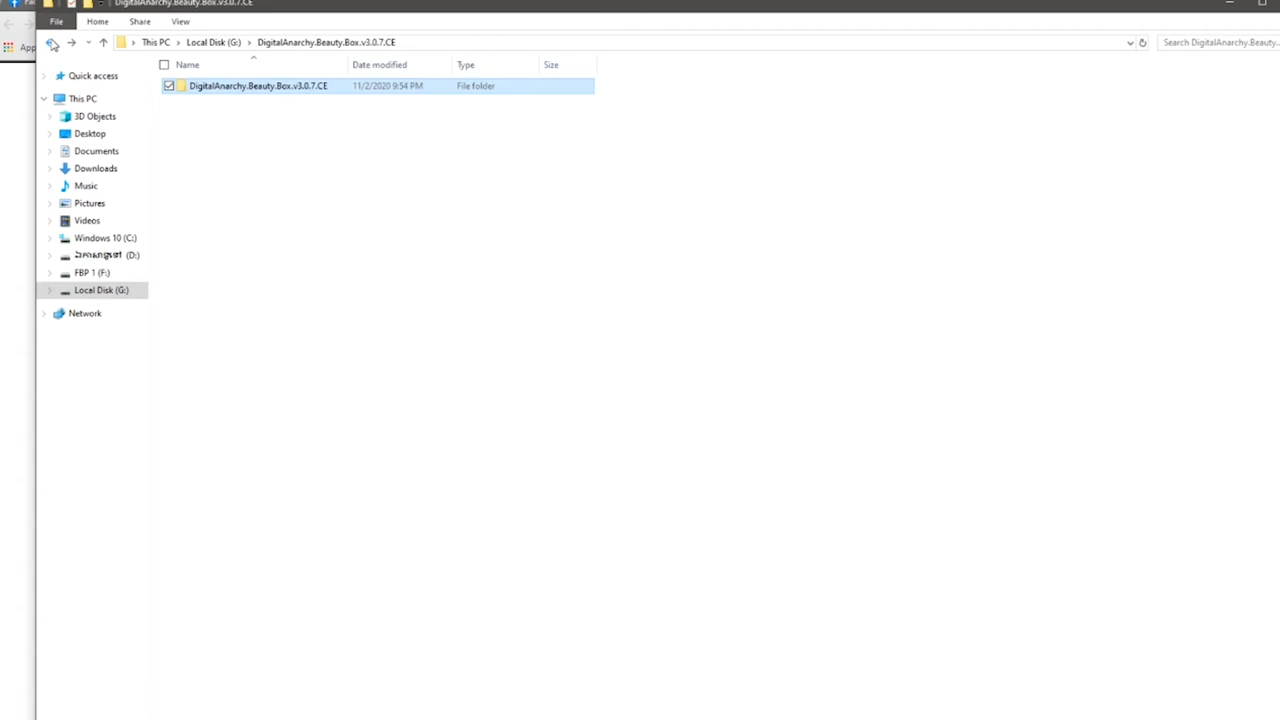 DigitalAnarchy.Beauty.Box.v3.0.7.CE
File Home Share View
App
This PC › Local Disk (G:) › DigitalAnarchy.Beauty.Box.v3.0.7.CE
Search DigitalAnarchy.Beauty...
Name Date modified Type Size
DigitalAnarchy.Beauty.Box.v3.0.7.CE 11/2/2020 9:54 PM File folder
Quick access
This PC
3D Objects
Desktop
Documents
Downloads
Music
Pictures
Videos
Windows 10 (C:)
(D:)
FBP 1 (F:)
Local Disk (G:)
Network